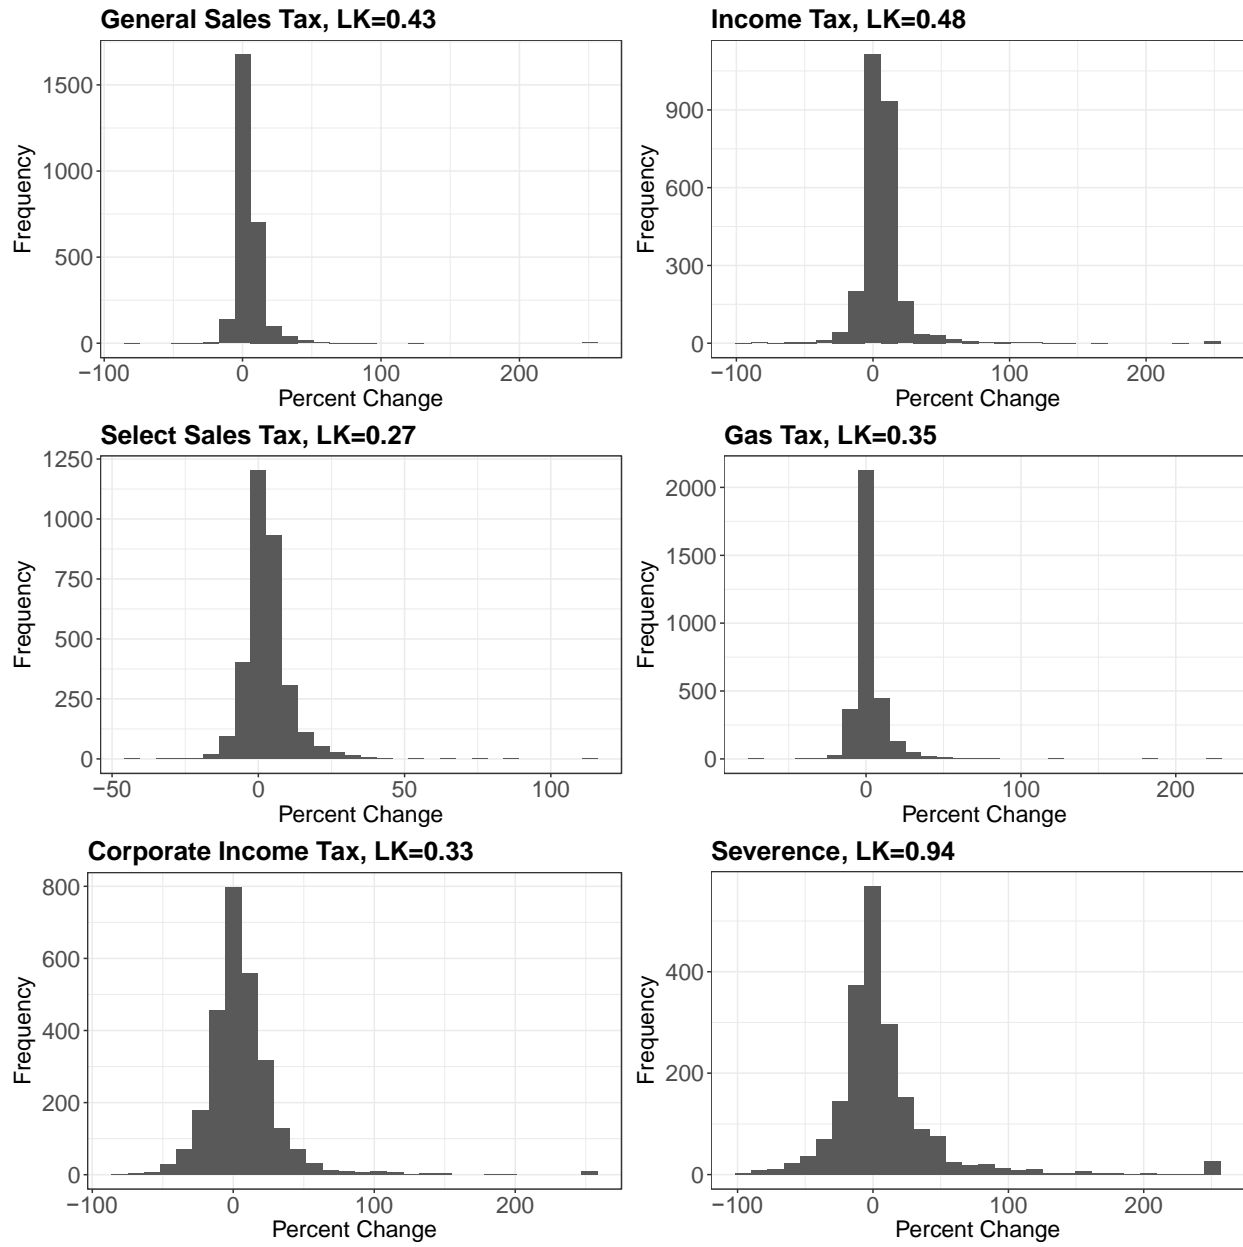 General Sales Tax, LK=0.43
1500
1000
500
0
Frequency
−100 0 100 200
Percent Change
Income Tax, LK=0.48
900
600
300
0
Frequency
−100 0 100 200
Percent Change
Select Sales Tax, LK=0.27
1250
1000
750
500
250
0
Frequency
−50 0 50 100
Percent Change
Gas Tax, LK=0.35
2000
1500
1000
500
0
Frequency
0 100 200
Percent Change
Corporate Income Tax, LK=0.33
800
600
400
200
0
Frequency
−100 0 100 200
Percent Change
Severence, LK=0.94
400
200
0
Frequency
−100 0 100 200
Percent Change